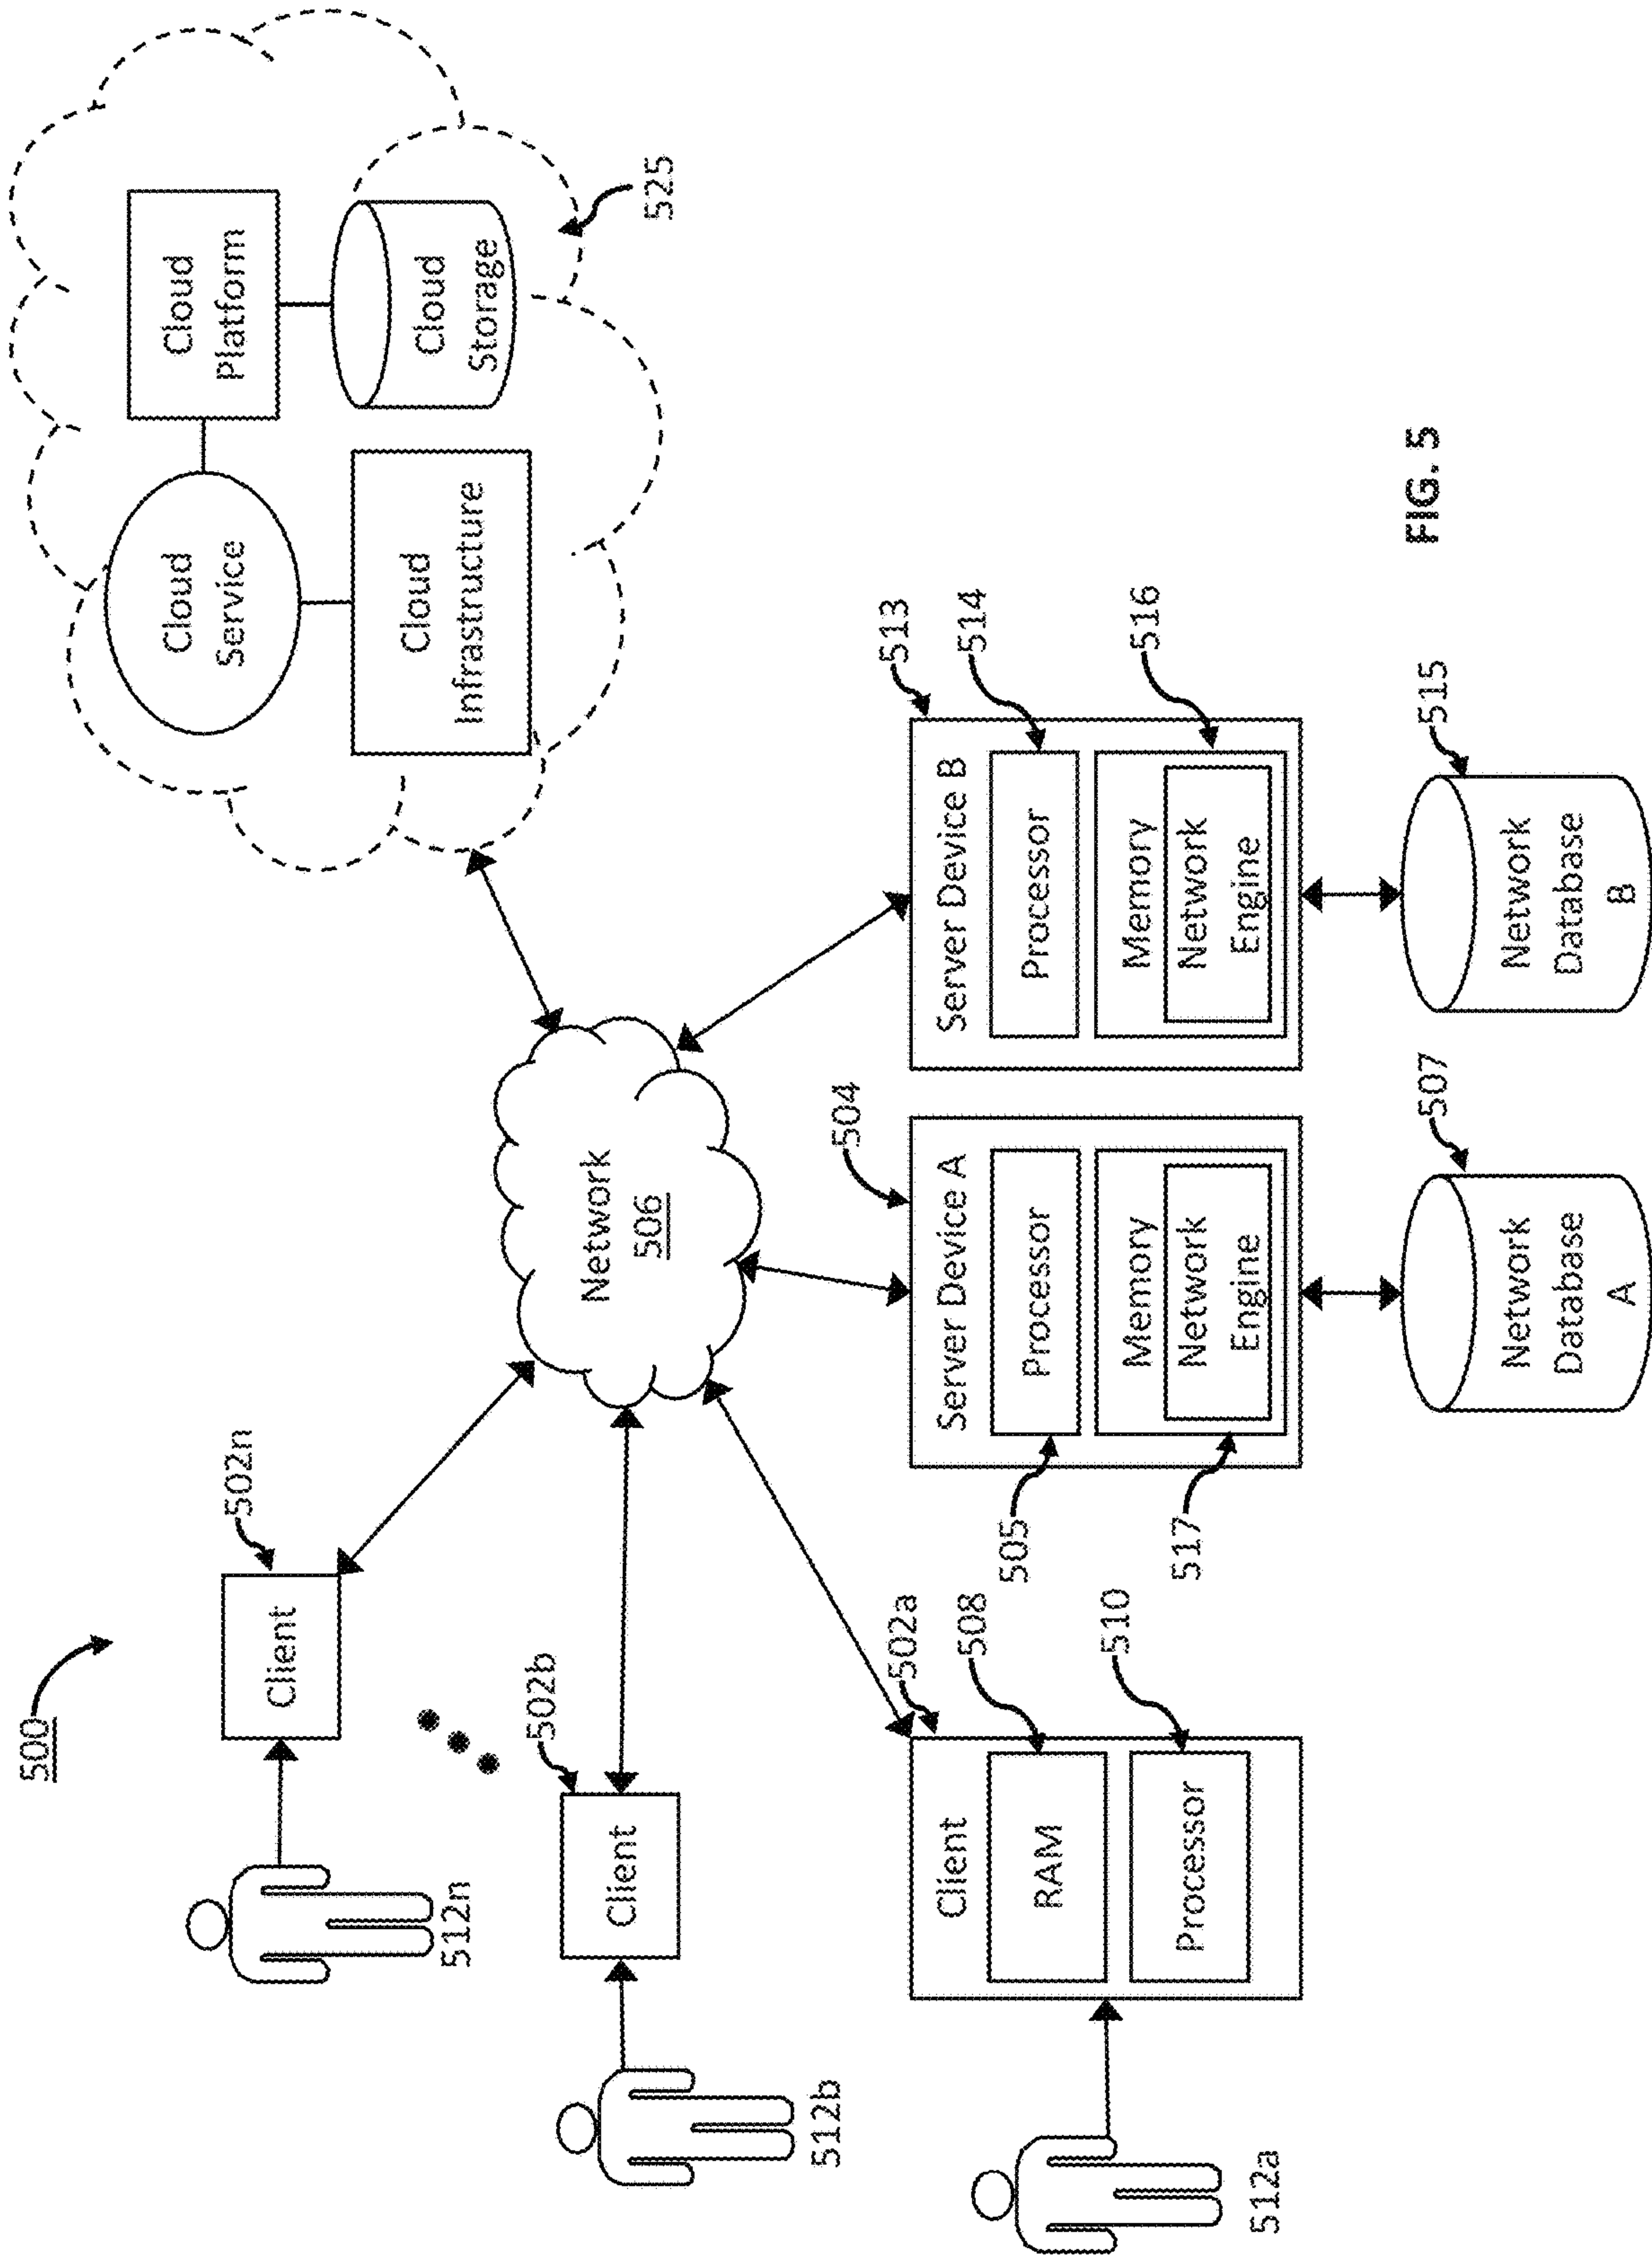 500
512n
Client
502n
512b
Client
502b
512a
Client
RAM
Processor
502a
508
510
Network
506
Cloud
Service
Cloud
Platform
Cloud
Infrastructure
Cloud
Storage
525
Server Device A
Processor
Memory
Network
Engine
504
505
517
Network
Database
A
507
Server Device B
Processor
Memory
Network
Engine
513
514
516
Network
Database
B
515
FIG. 5